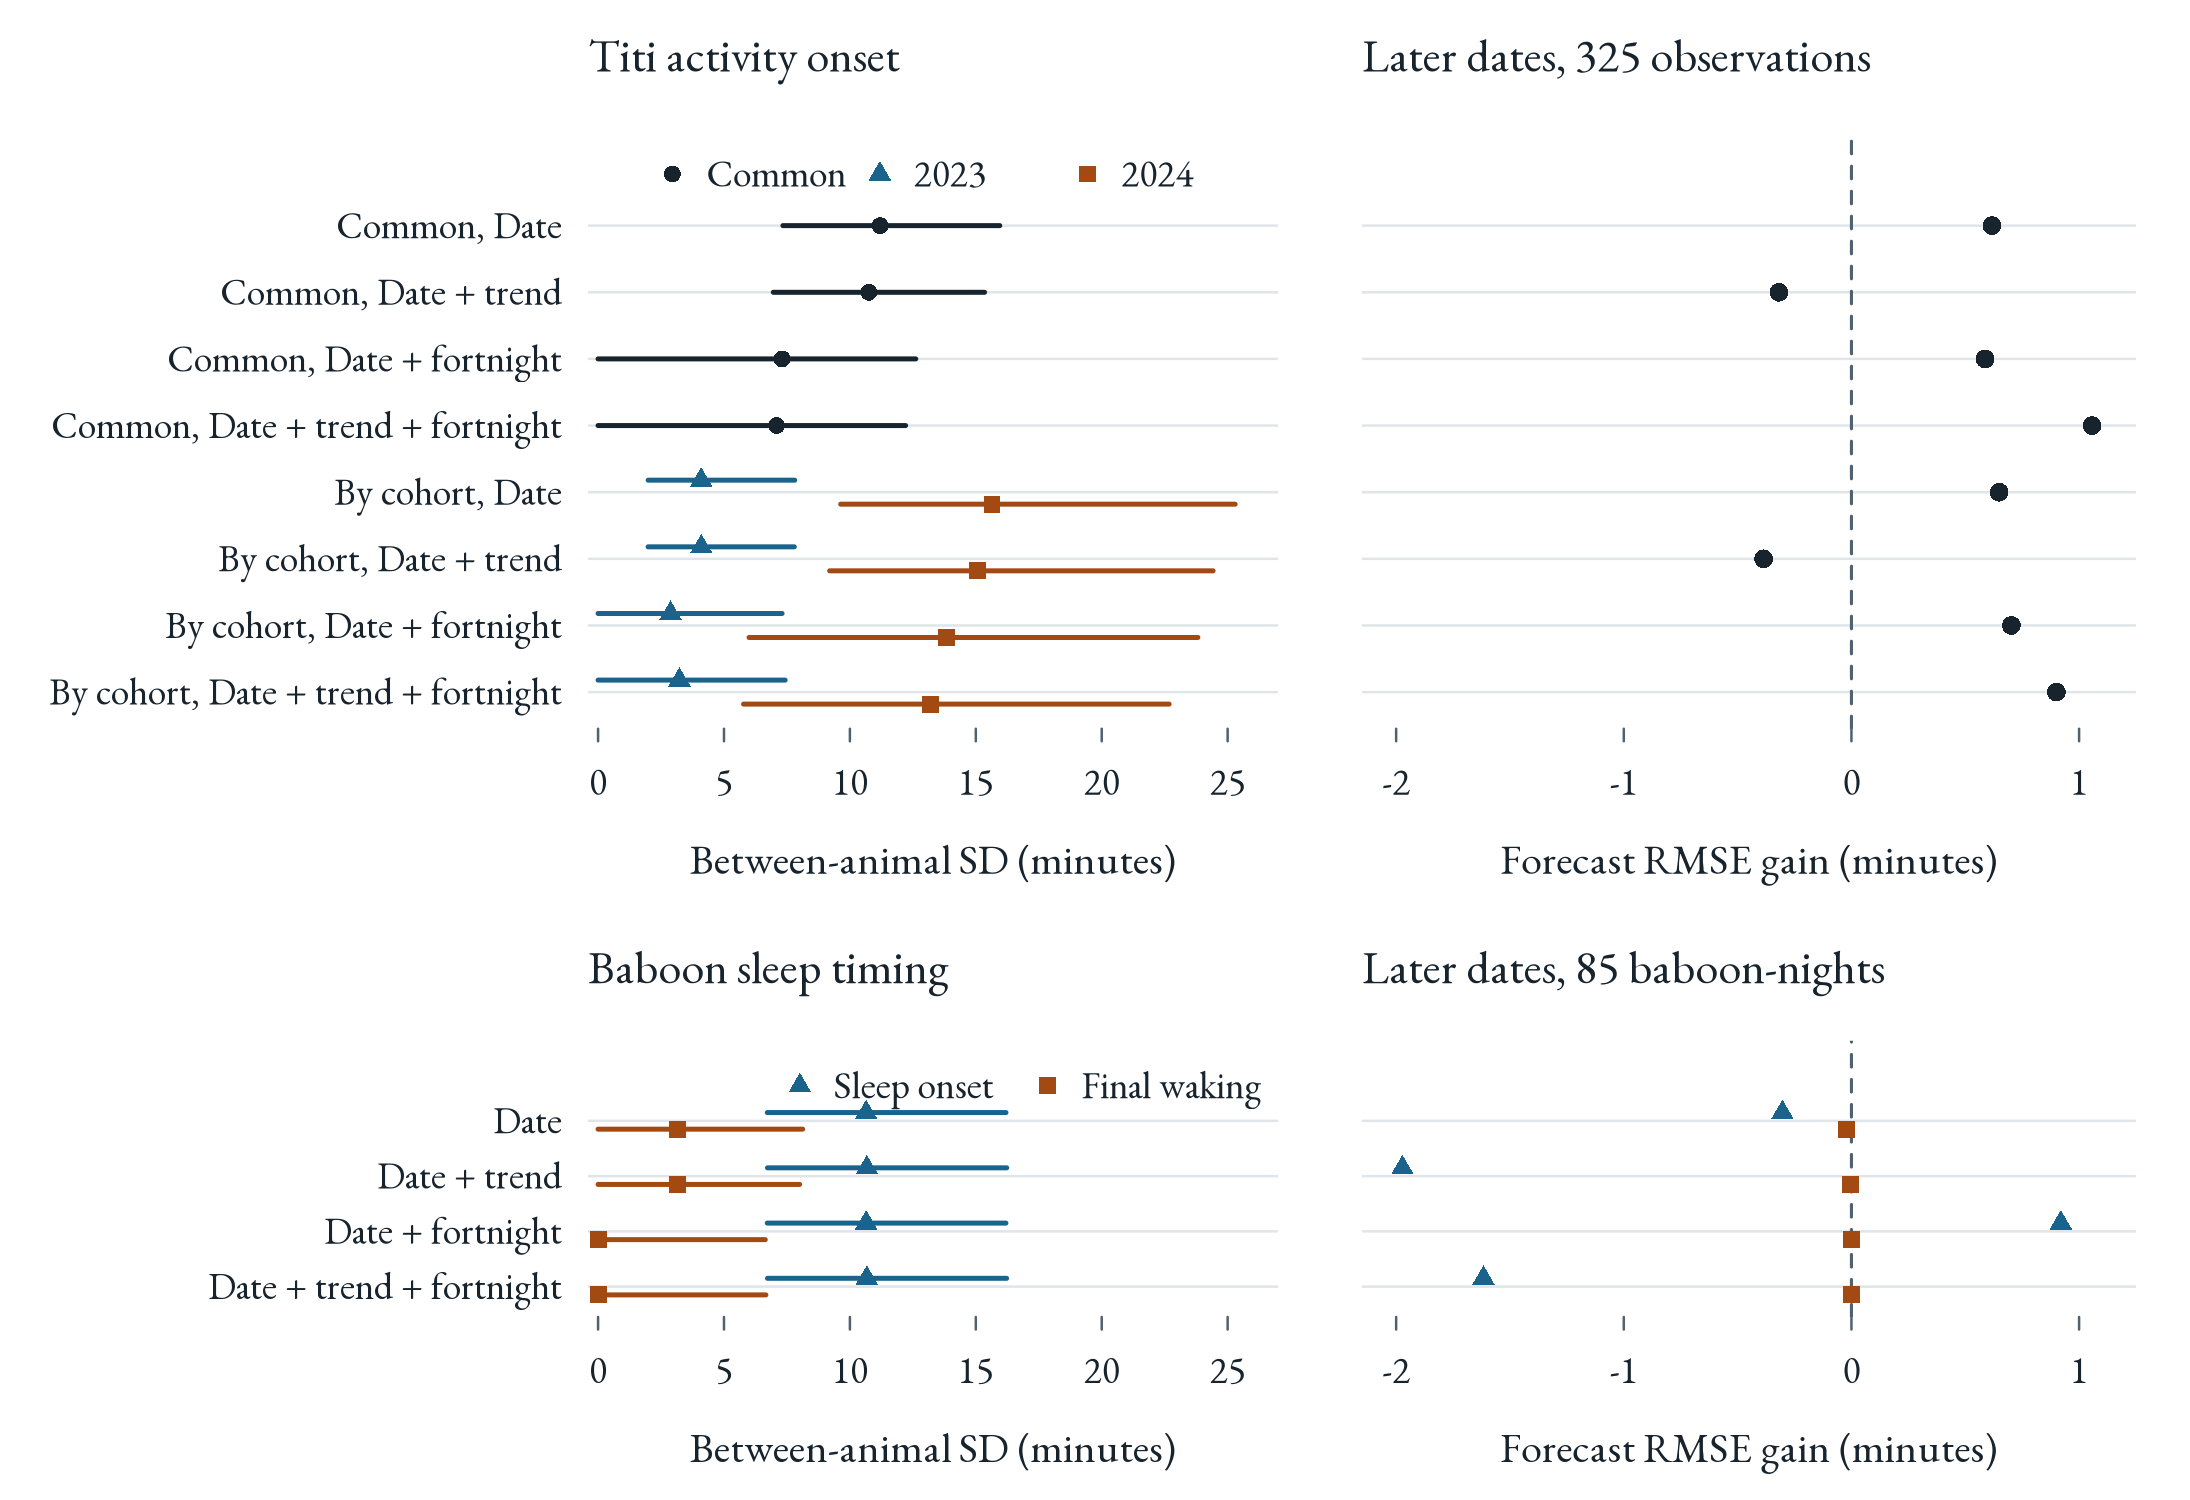 Titi activity onset
Later dates, 325 observations
Common
2023
2024
Common, Date
Common, Date + trend
Common, Date + fortnight
Common, Date + trend + fortnight
By cohort, Date
By cohort, Date + trend
By cohort, Date + fortnight
By cohort, Date + trend + fortnight
0 5 10 15 20 25
-2 -1 0 1
Between-animal SD (minutes)
Forecast RMSE gain (minutes)
Baboon sleep timing
Later dates, 85 baboon-nights
Sleep onset
Final waking
Date
Date + trend
Date + fortnight
Date + trend + fortnight
0 5 10 15 20 25
-2 -1 0 1
Between-animal SD (minutes)
Forecast RMSE gain (minutes)